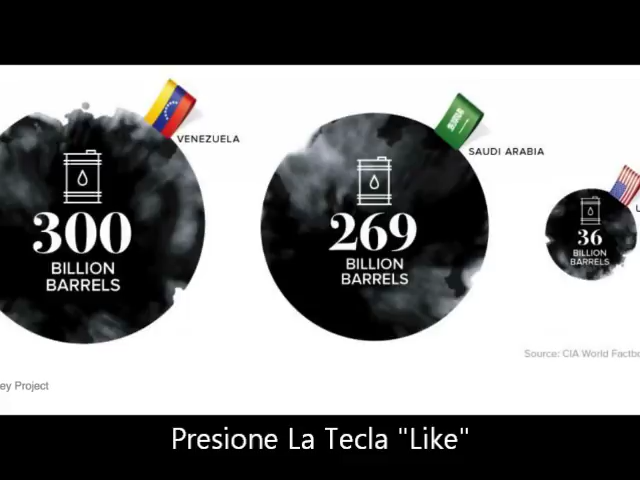 VENEZUELA
300
BILLION
BARRELS
SAUDI ARABIA
269
BILLION
BARRELS
36
BILLION
BARRELS
Source: CIA World Factbo
ey Project
Presione La Tecla "Like"